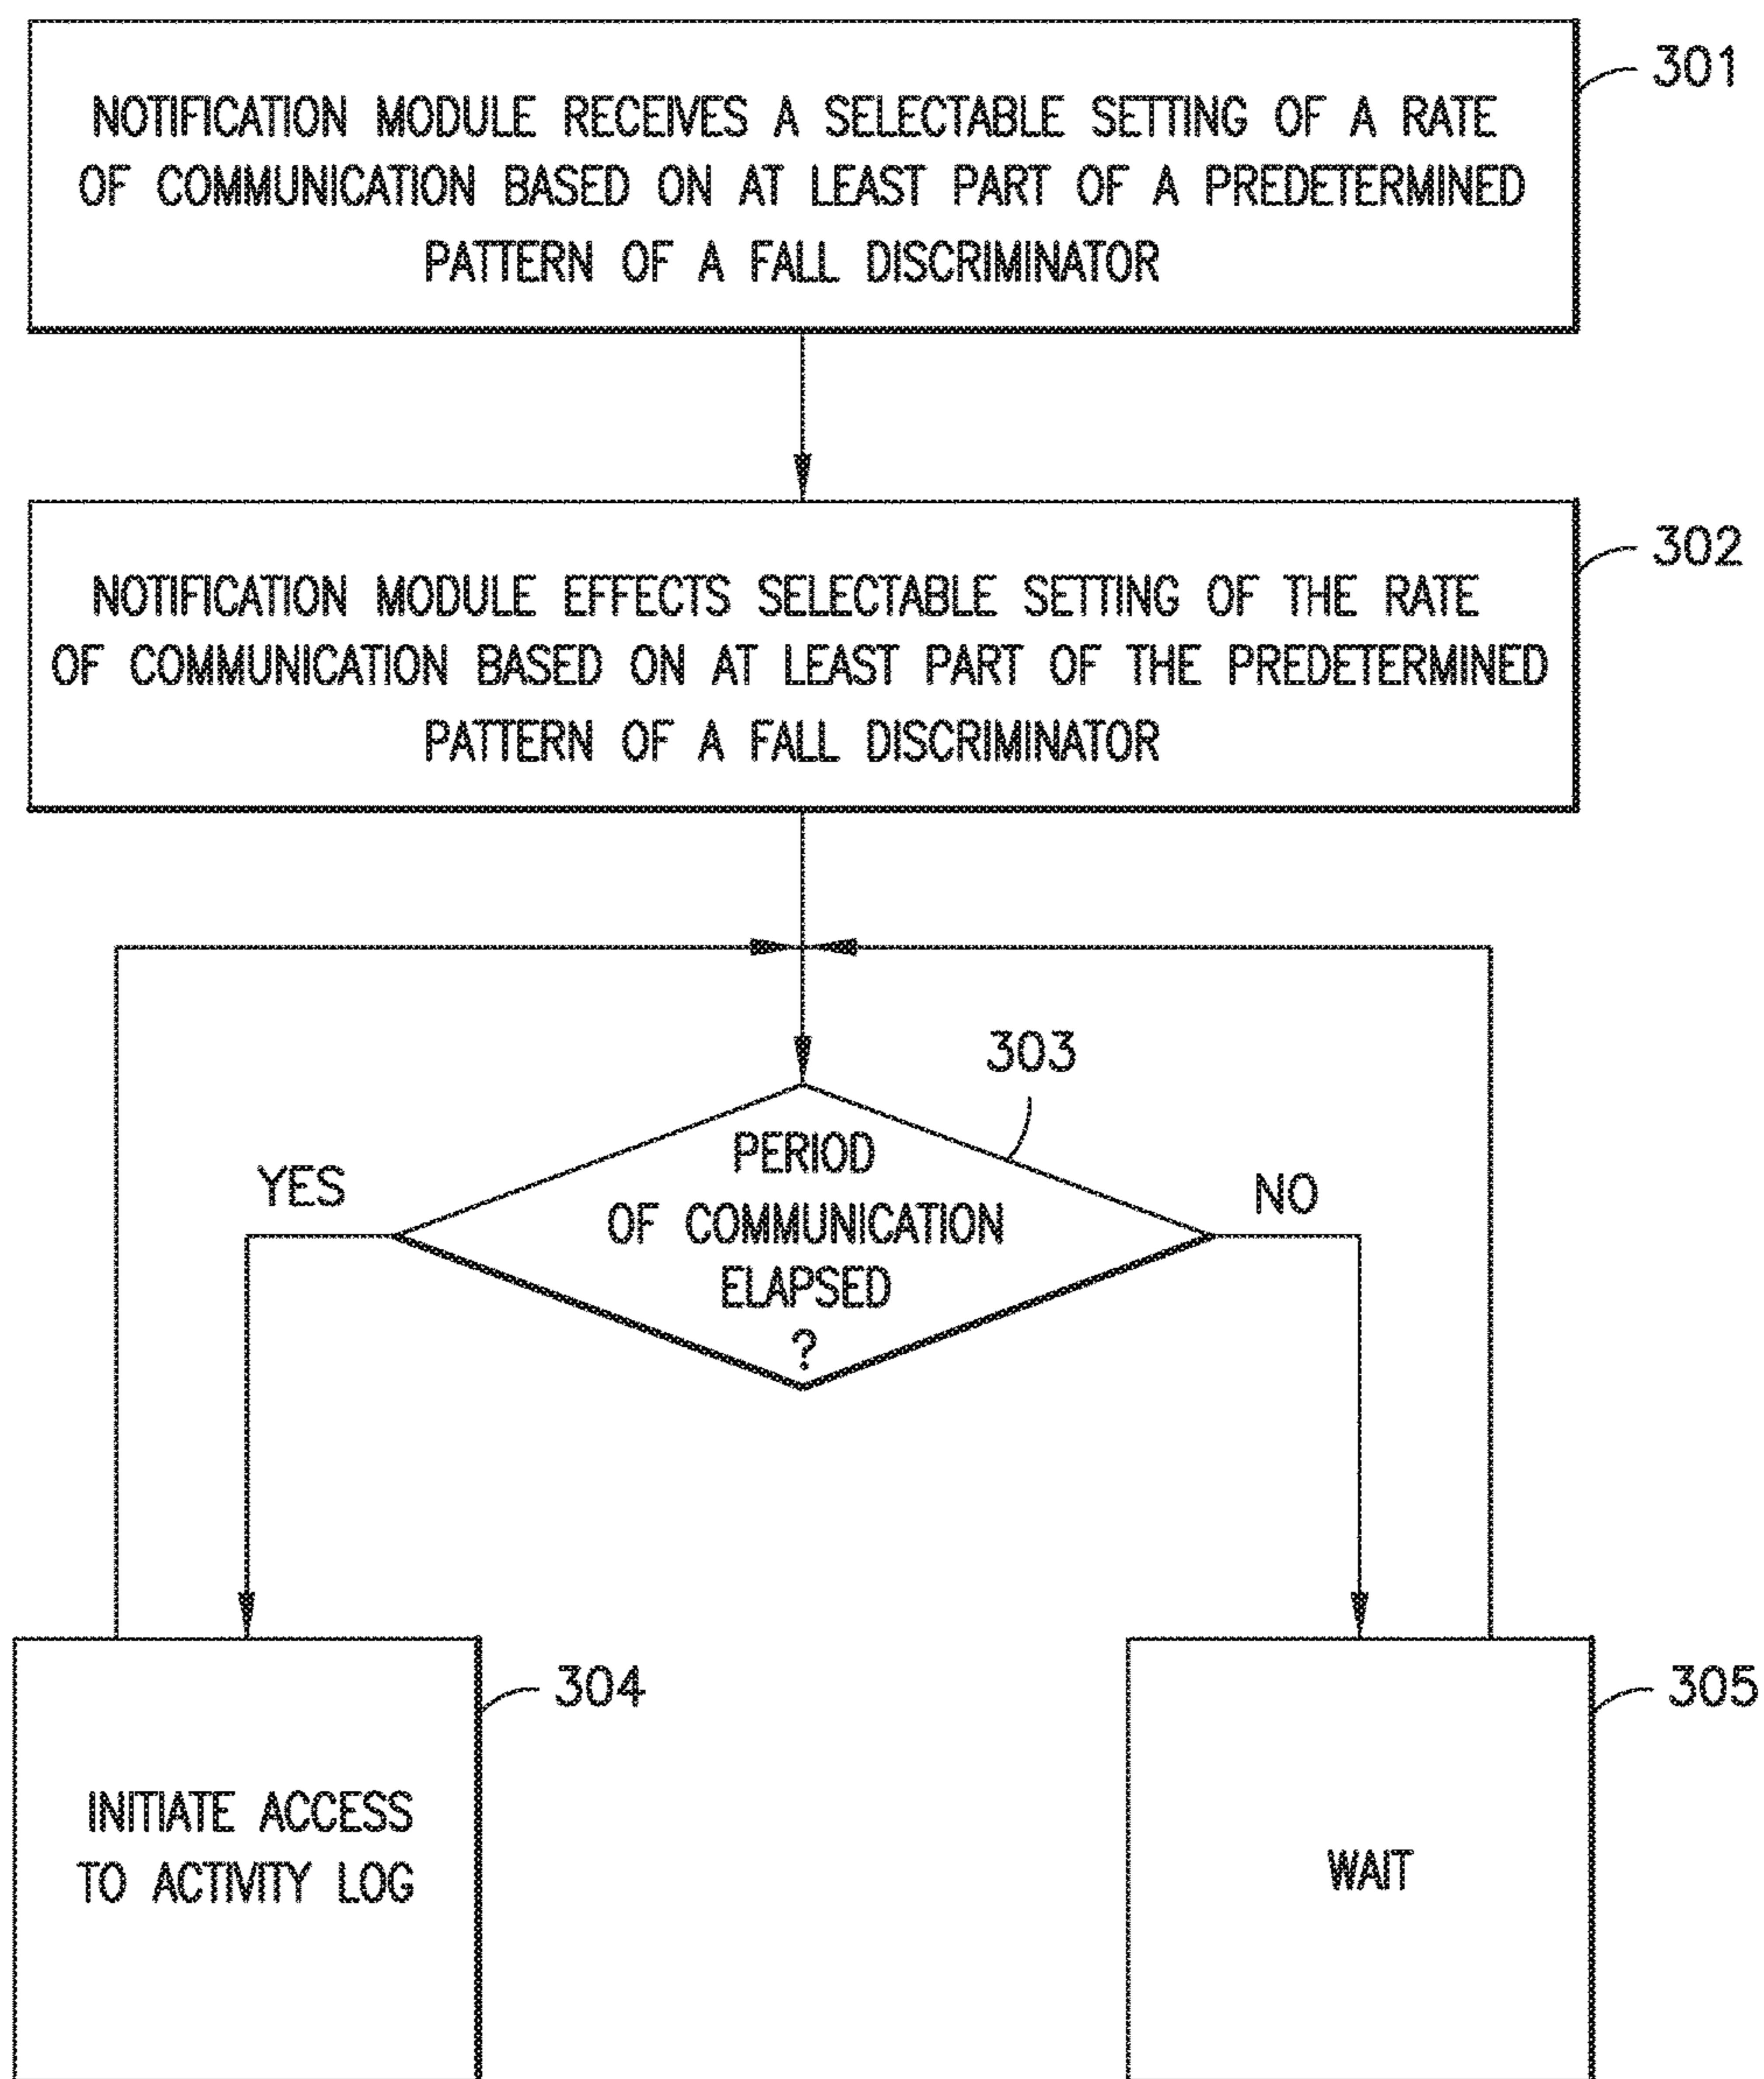 NOTIFICATION MODULE RECEIVES A SELECTABLE SETTING OF A RATE
OF COMMUNICATION BASED ON AT LEAST PART OF A PREDETERMINED
PATTERN OF A FALL DISCRIMINATOR
301
NOTIFICATION MODULE EFFECTS SELECTABLE SETTING OF THE RATE
OF COMMUNICATION BASED ON AT LEAST PART OF THE PREDETERMINED
PATTERN OF A FALL DISCRIMINATOR
302
303
PERIOD
OF COMMUNICATION
ELAPSED
?
YES
NO
304
INITIATE ACCESS
TO ACTIVITY LOG
305
WAIT